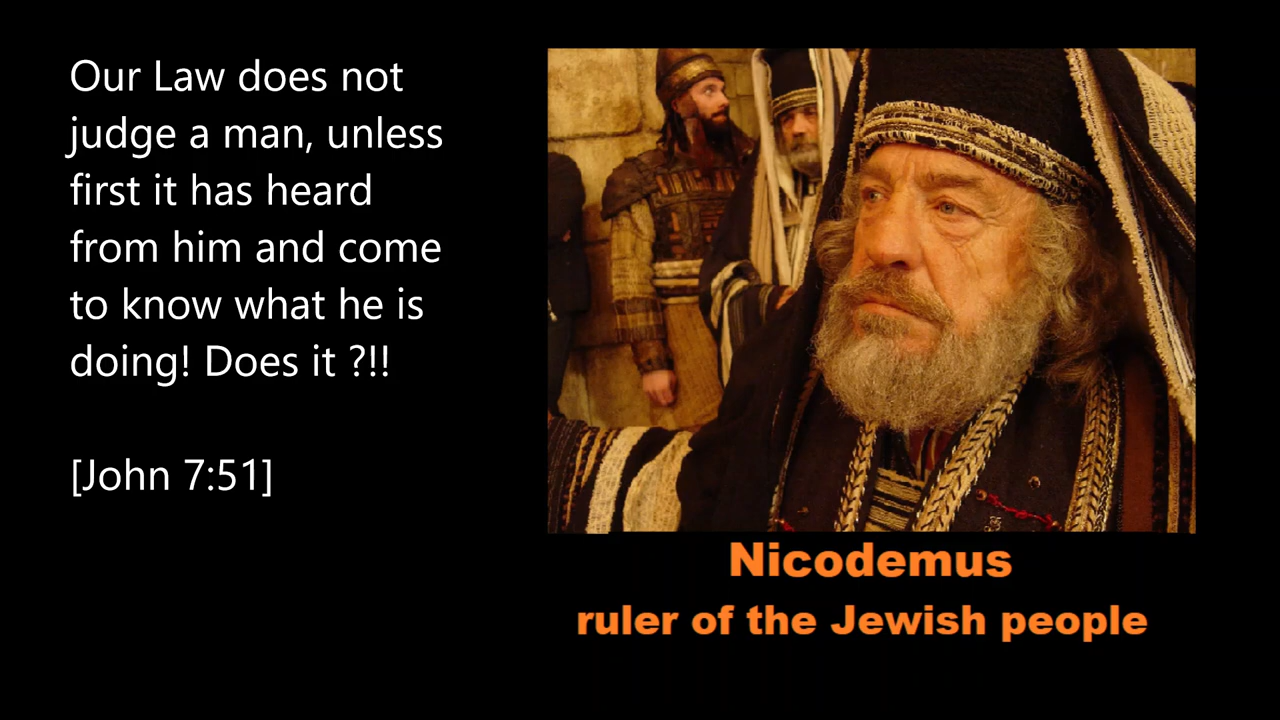 Our Law does not
judge a man, unless
first it has heard
from him and come
to know what he is
doing! Does it ?!!
[John 7:51]
Nicodemus
ruler of the Jewish people